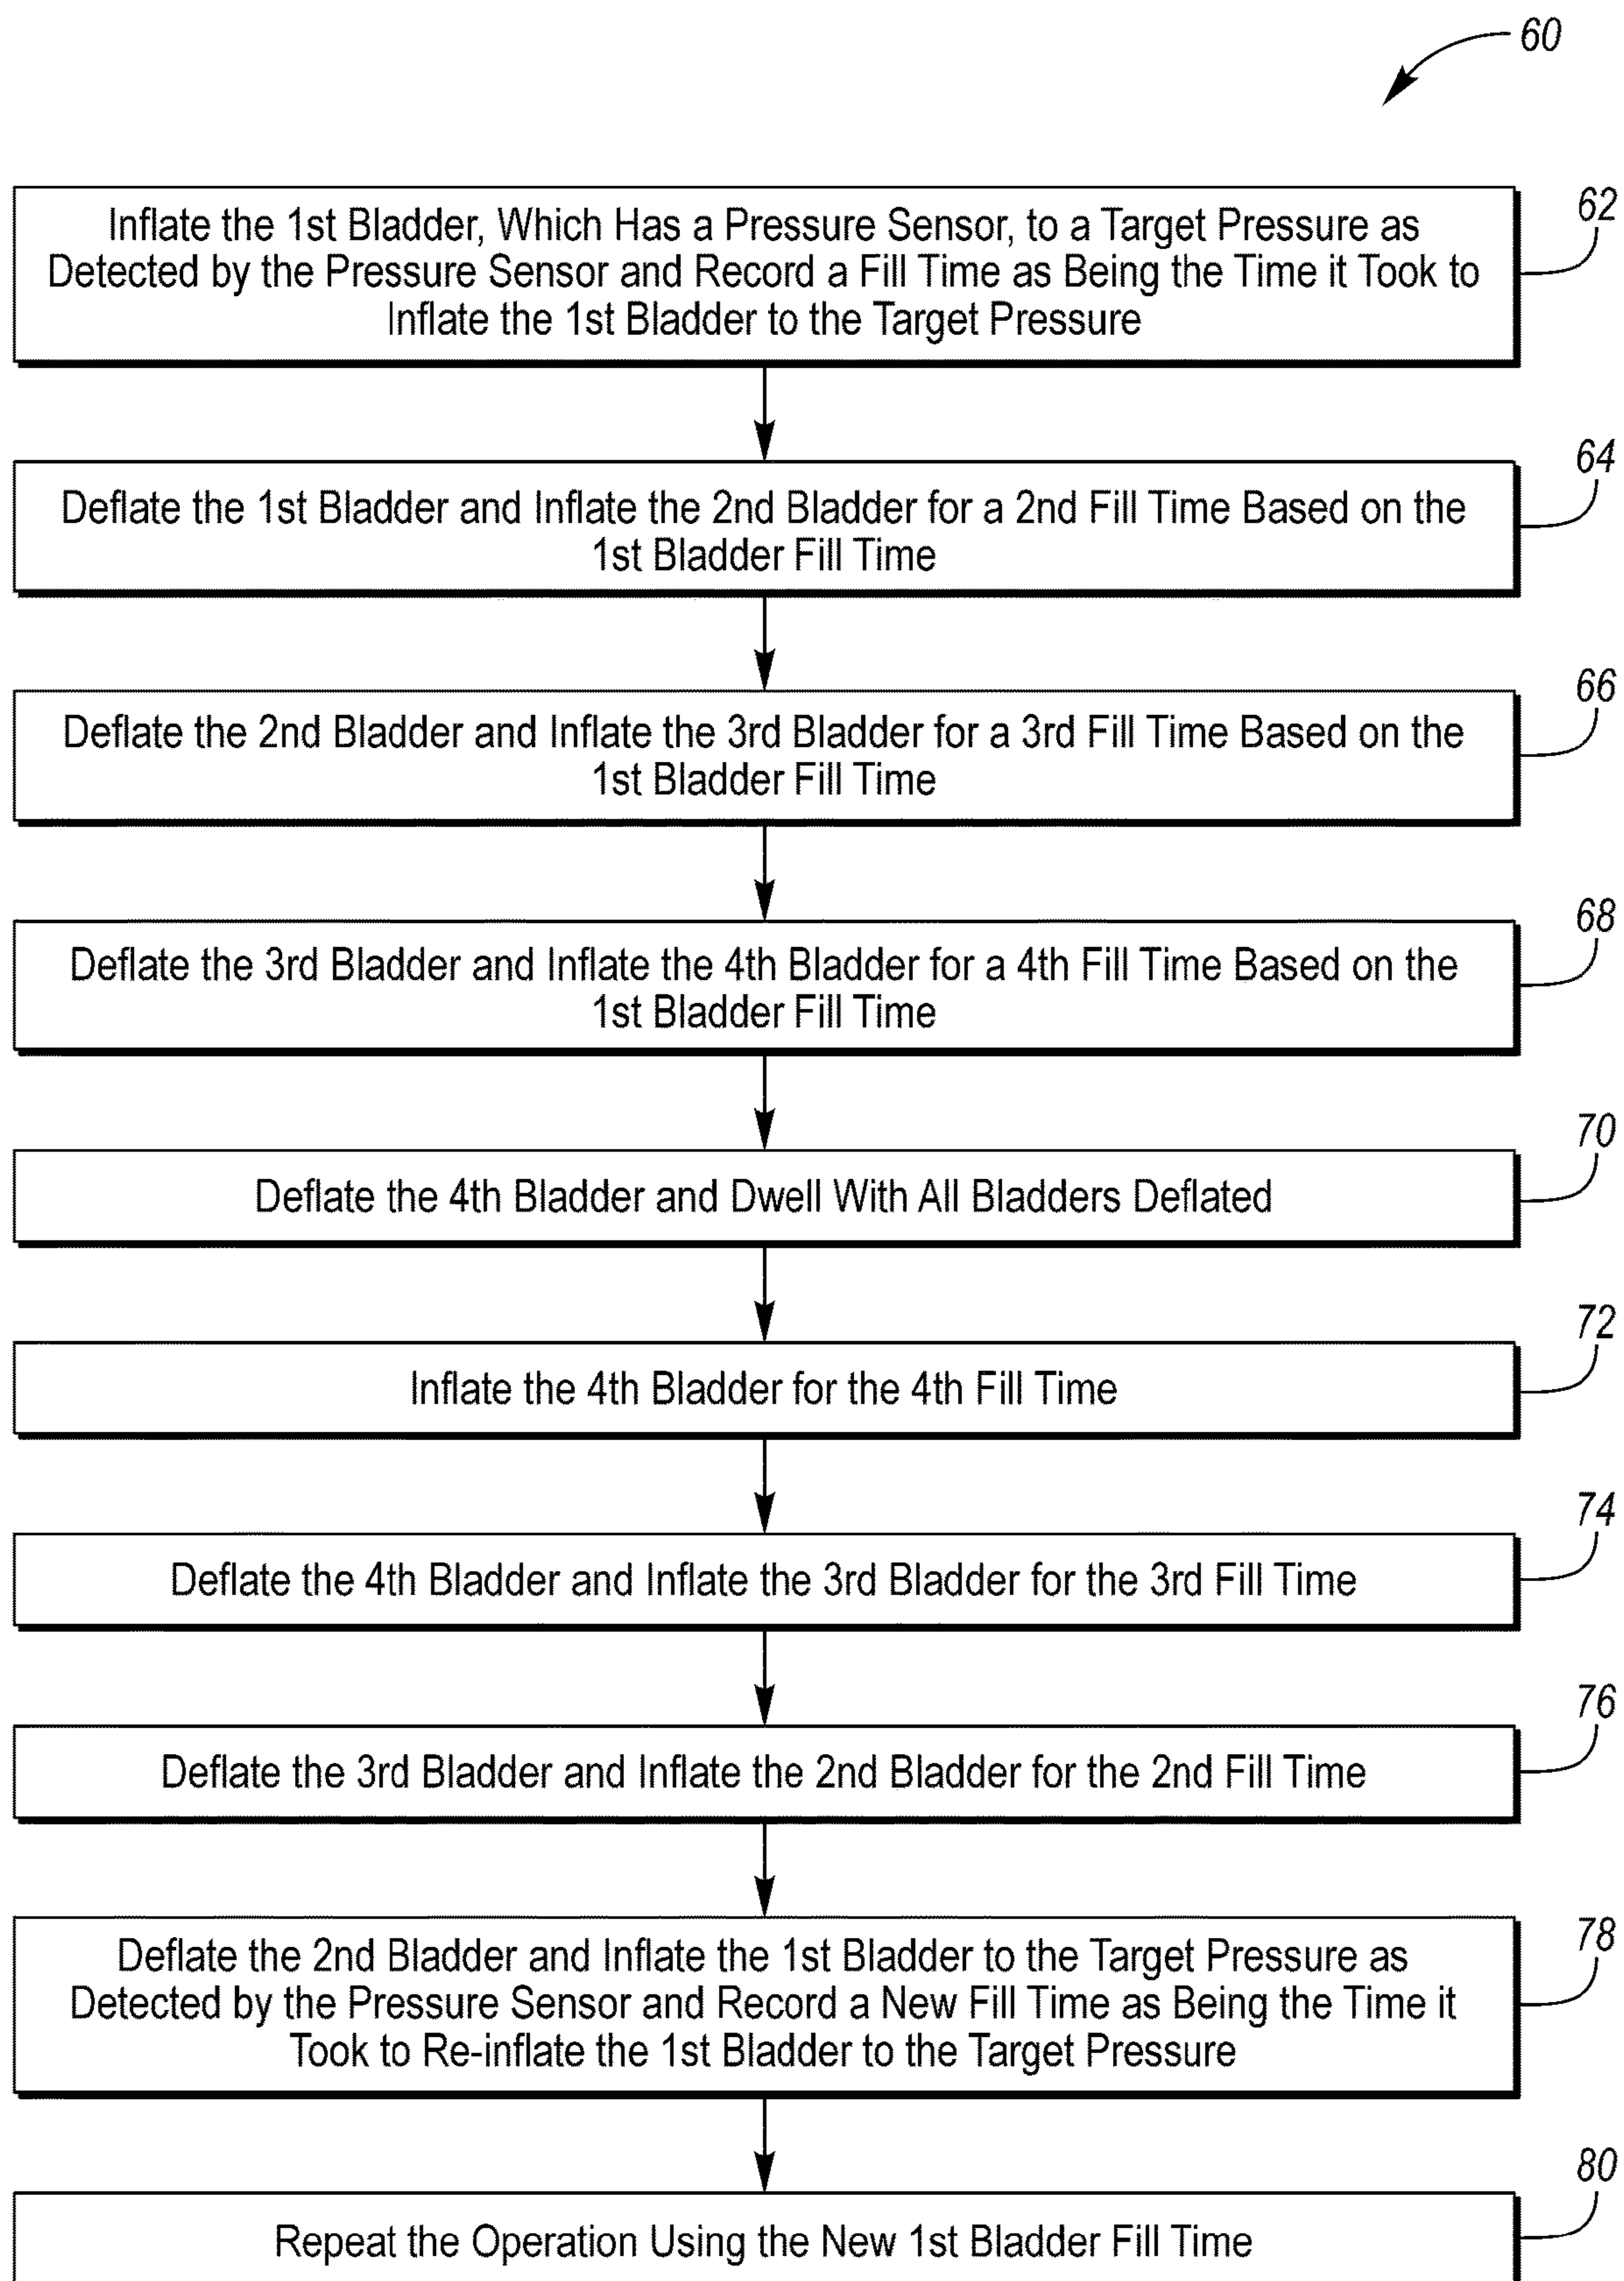 60
Inflate the 1st Bladder, Which Has a Pressure Sensor, to a Target Pressure as
Detected by the Pressure Sensor and Record a Fill Time as Being the Time it Took to
Inflate the 1st Bladder to the Target Pressure
62
Deflate the 1st Bladder and Inflate the 2nd Bladder for a 2nd Fill Time Based on the
1st Bladder Fill Time
64
Deflate the 2nd Bladder and Inflate the 3rd Bladder for a 3rd Fill Time Based on the
1st Bladder Fill Time
66
Deflate the 3rd Bladder and Inflate the 4th Bladder for a 4th Fill Time Based on the
1st Bladder Fill Time
68
Deflate the 4th Bladder and Dwell With All Bladders Deflated
70
Inflate the 4th Bladder for the 4th Fill Time
72
Deflate the 4th Bladder and Inflate the 3rd Bladder for the 3rd Fill Time
74
Deflate the 3rd Bladder and Inflate the 2nd Bladder for the 2nd Fill Time
76
Deflate the 2nd Bladder and Inflate the 1st Bladder to the Target Pressure as
Detected by the Pressure Sensor and Record a New Fill Time as Being the Time it
Took to Re-inflate the 1st Bladder to the Target Pressure
78
Repeat the Operation Using the New 1st Bladder Fill Time
80